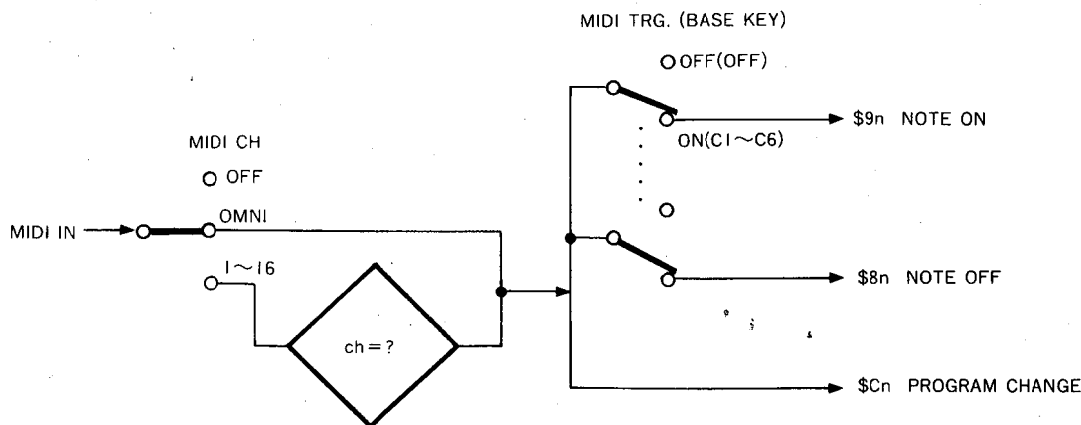 MIDI TRG. (BASE KEY)
OFF(OFF)
$9n NOTE ON
ON(C1～C6)
MIDI CH
OFF
OMNI
MIDI IN
1～16
$8n NOTE OFF
ch=?
$Cn PROGRAM CHANGE